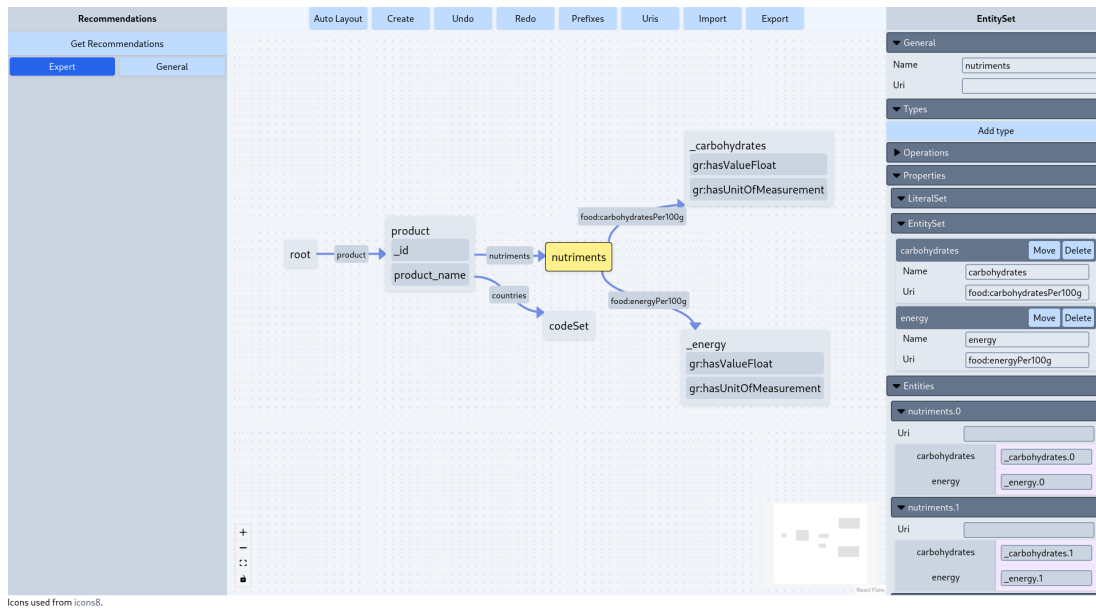 Recommendations
Get Recommendations
Expert General
Auto Layout Create Undo Redo Prefixes Uris Import Export
root
product
product
_id
product_name
nutriments
countries
nutriments
codeSet
food:carbohydratesPer100g
food:energyPer100g
_carbohydrates
gr:hasValueFloat
gr:hasUnitOfMeasurement
_energy
gr:hasValueFloat
gr:hasUnitOfMeasurement
React Flow
EntitySet
General
Name nutriments
Uri
Types
Add type
Operations
Properties
LiteralSet
EntitySet
carbohydrates Move Delete
Name carbohydrates
Uri food:carbohydratesPer100g
energy Move Delete
Name energy
Uri food:energyPer100g
Entities
nutriments.0
Uri
carbohydrates _carbohydrates.0
energy _energy.0
nutriments.1
Uri
carbohydrates _carbohydrates.1
energy _energy.1
Icons used from icons8.